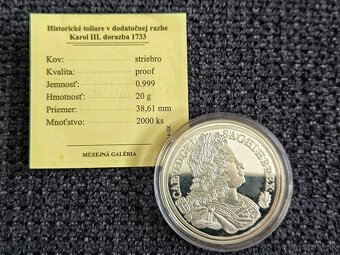 Historické toliare v dodatočnej razbe
Karol III. dorazba 1733
Kov: striebro
Kvalita: proof
Jemnosť: 0.999
Hmotnosť: 20 g
Priemer: 38,61 mm
Množstvo: 2000 ks
MÚZEJNÁ GALÉRIA